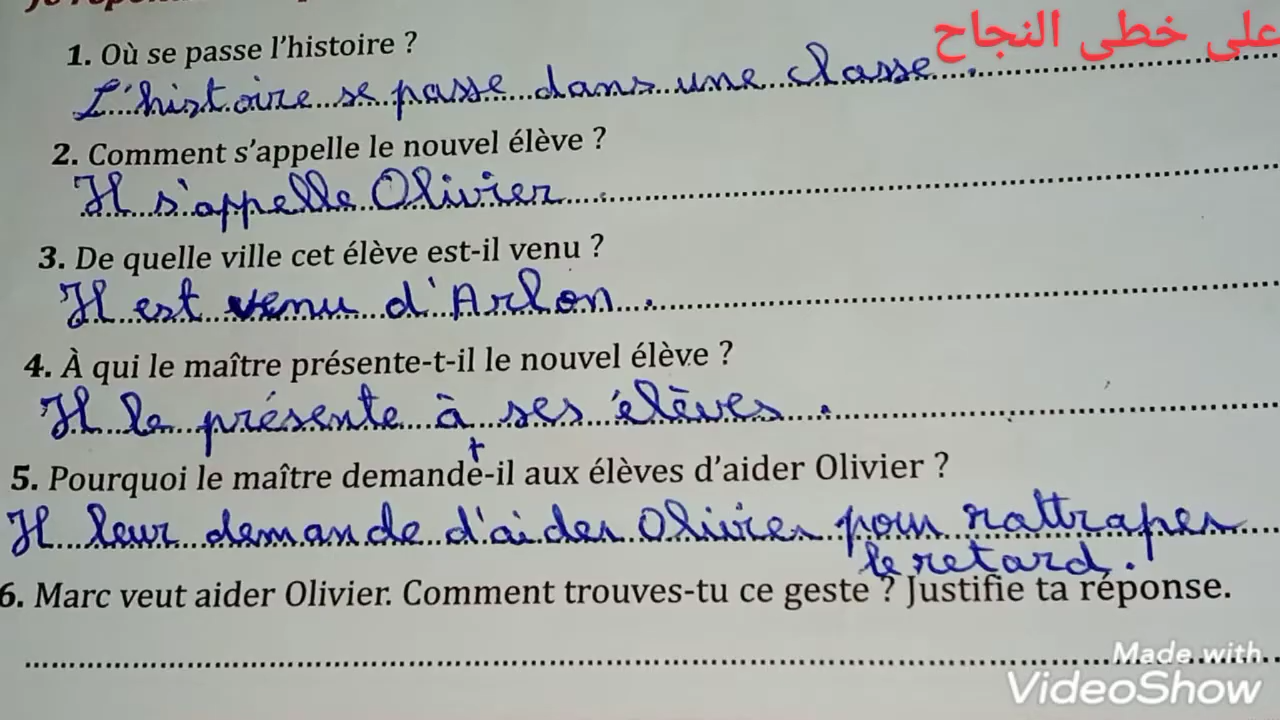 على خطى النجاح
1. Où se passe l'histoire ?
L'histoire se passe dans une classe.
2. Comment s'appelle le nouvel élève ?
Il s'appelle Olivier.
3. De quelle ville cet élève est-il venu ?
Il est venu d'Arlon.
4. À qui le maître présente-t-il le nouvel élève ?
Il le présente à ses élèves.
t
5. Pourquoi le maître demande-il aux élèves d'aider Olivier ?
Il leur demande d'aider Olivier pour rattraper
le retard.
6. Marc veut aider Olivier. Comment trouves-tu ce geste ? Justifie ta réponse.
Made with
VideoShow